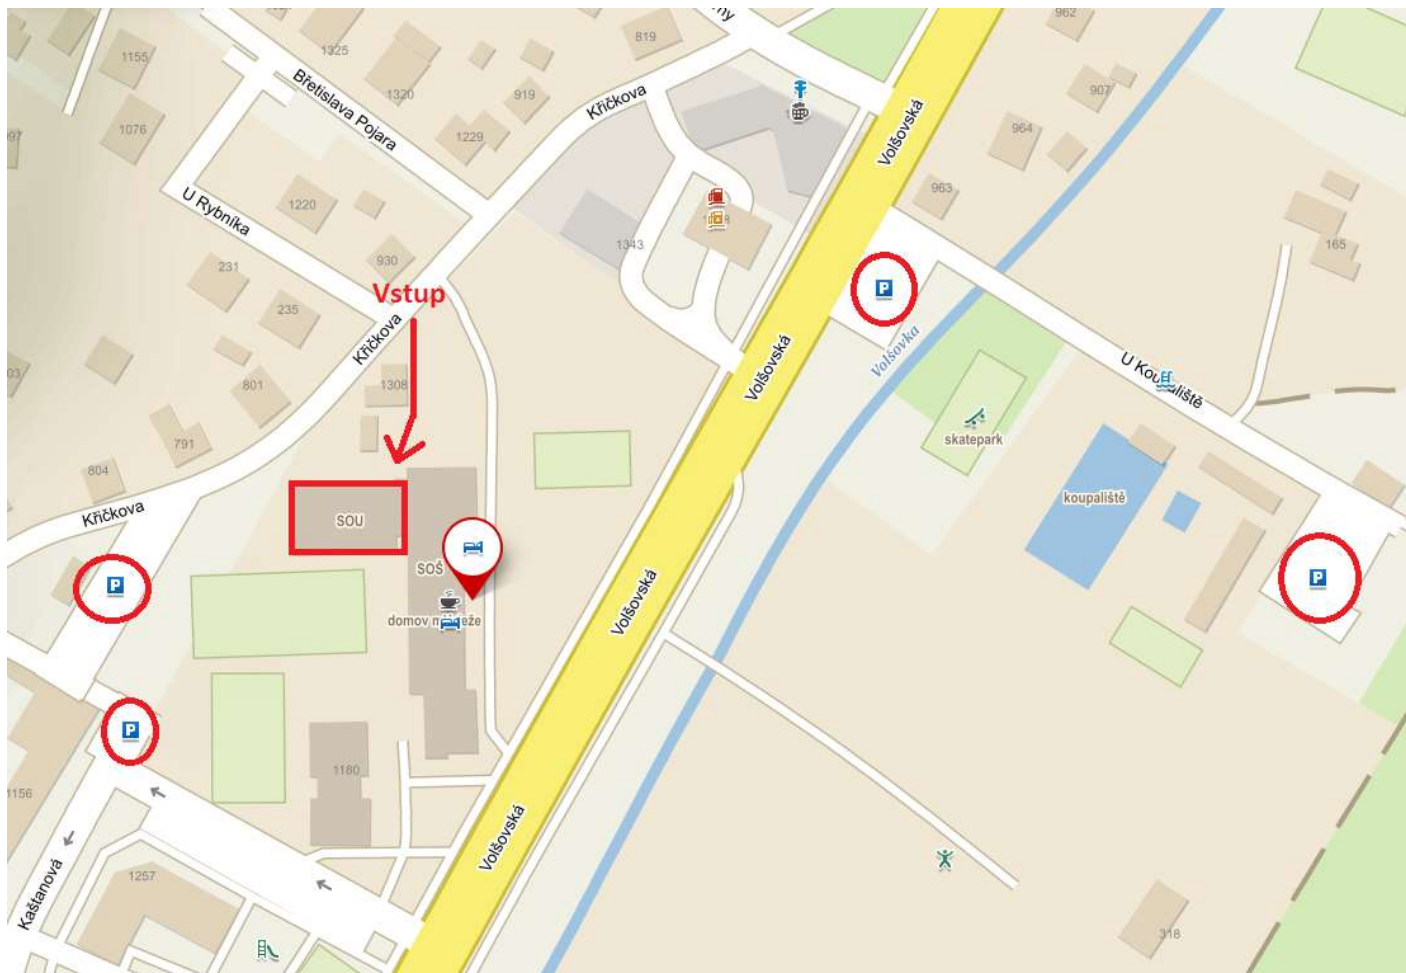 962
1155
1325
819
Břetislava Pojara
1320
919
Křičkova
907
1076
1229
964
Volšovská
U Rybníka
1220
963
1343
165
231
930
Vstup
235
Křičkova
Volšovka
Volšovská
U Koupaliště
801
1308
791
skatepark
804
koupaliště
Křičkova
SOU
SOŠ
P
P
P
P
P
domov
Volšovská
1180
1156
Volšovská
1257
Kaštanová
318